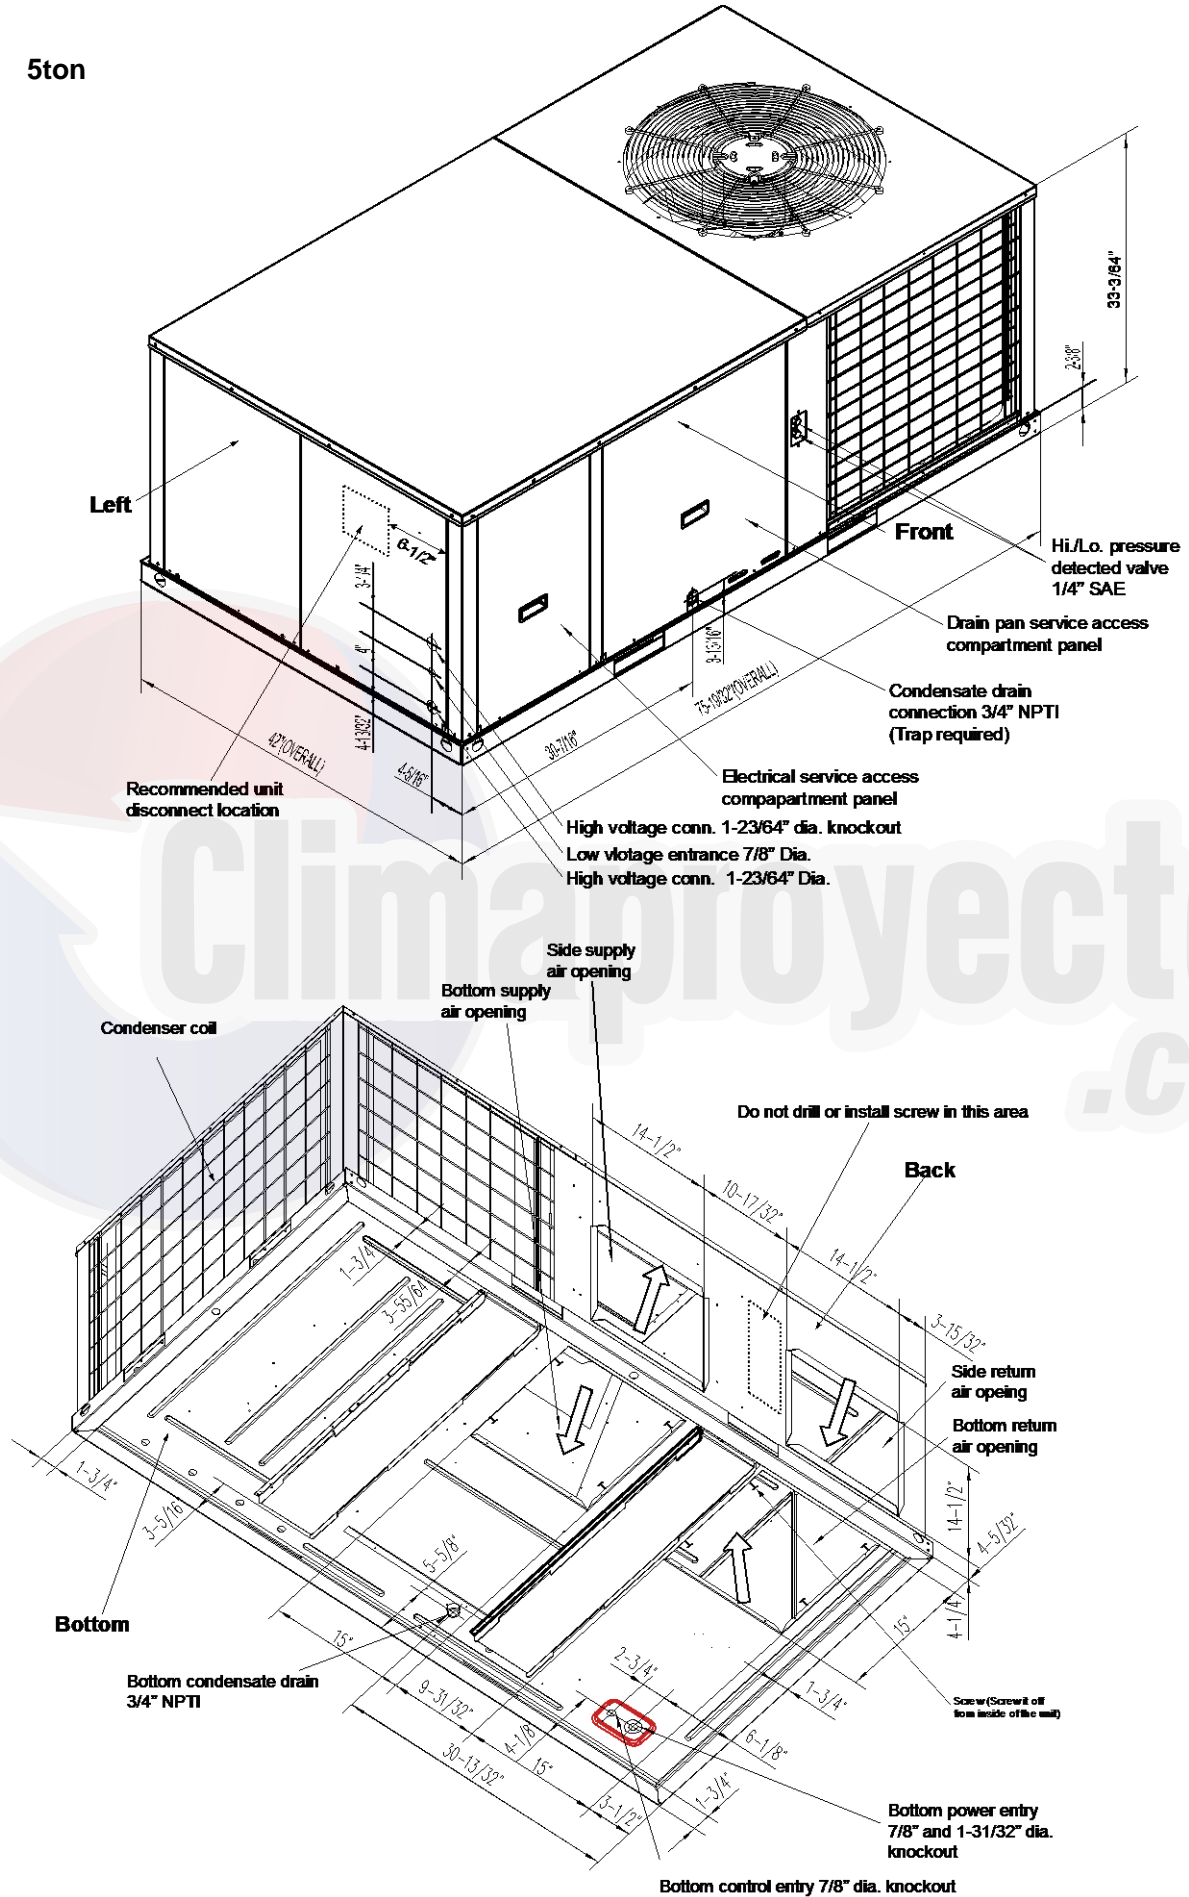 5ton
33-3/64"
2-3/8"
Left
6-1/2"
3-1/4"
4"
4-13/32"
Front
Hi./Lo. pressure
detected valve
1/4" SAE
Drain pan service access
compartment panel
3-13/16"
75-19/32"(OVERALL)
Condensate drain
connection 3/4" NPTI
(Trap required)
42"(OVERALL)
30-7/16"
4-5/16"
Recommended unit
disconnect location
Electrical service access
compapartment panel
High voltage conn. 1-23/64" dia. knockout
Low vlotage entrance 7/8" Dia.
High voltage conn. 1-23/64" Dia.
Climaproyect
.c
Side supply
air opening
Bottom supply
air opening
Condenser coil
Do not drill or install screw in this area
Back
14-1/2"
10-17/32"
14-1/2"
3-15/32"
1-3/4"
3-55/64"
Side return
air opeing
Bottom return
air opening
1-3/4"
3-5/16"
14-1/2"
4-5/32"
4-1/4"
15"
5-5/8"
Bottom
15"
Bottom condensate drain
3/4" NPTI
9-31/32"
2-3/4"
1-3/4"
Screw(Screw it off
from inside of the unit)
30-13/32"
4-1/8"
15"
6-1/8"
3-1/2"
1-3/4"
Bottom power entry
7/8" and 1-31/32" dia.
knockout
Bottom control entry 7/8" dia. knockout